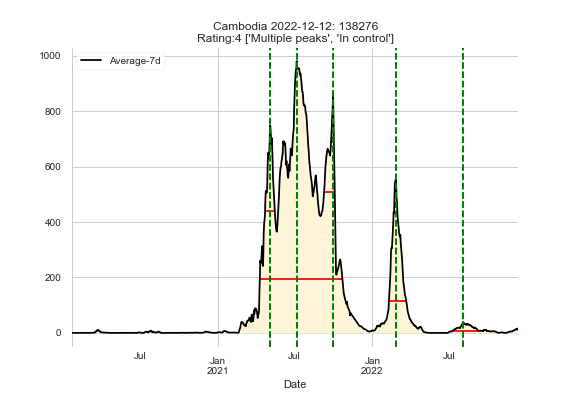 Cambodia 2022-12-12: 138276
Rating:4 ['Multiple peaks', 'In control']
Average-7d
1000
800
600
400
200
0
Jul
Jan
2021
Jul
Jan
2022
Jul
Date